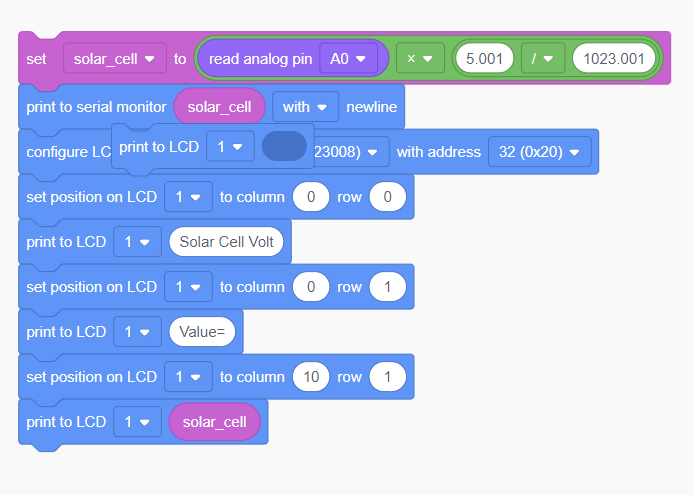 set solar_cell to read analog pin A0 × 5.001 / 1023.001
print to serial monitor solar_cell with newline
print to LCD 1
configure LC 23008) with address 32 (0x20)
set position on LCD 1 to column 0 row 0
print to LCD 1 Solar Cell Volt
set position on LCD 1 to column 0 row 1
print to LCD 1 Value=
set position on LCD 1 to column 10 row 1
print to LCD 1 solar_cell